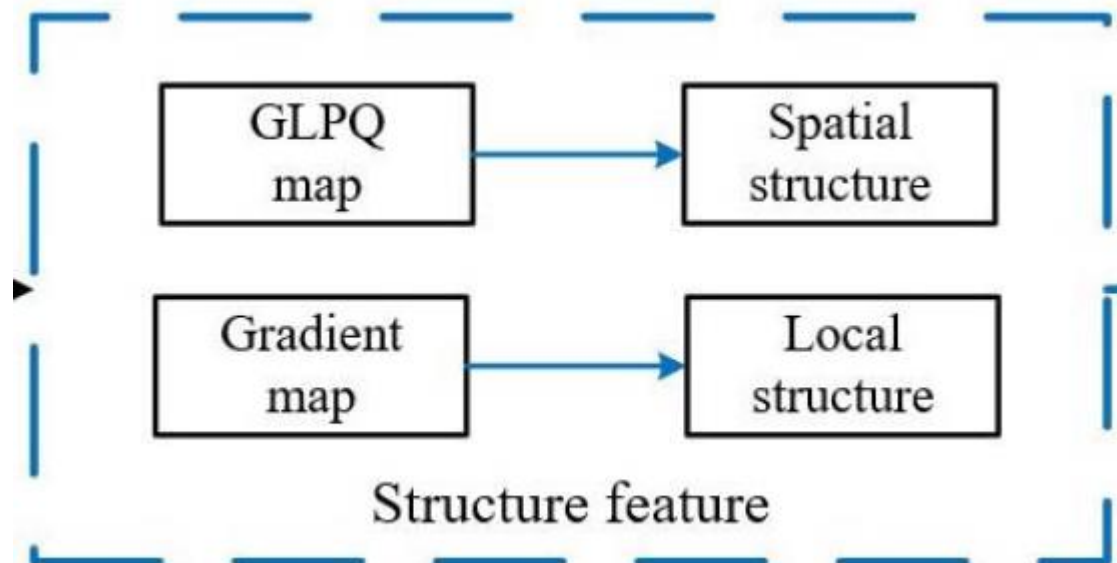 GLPQ
map
Spatial
structure
Gradient
map
Local
structure
Structure feature